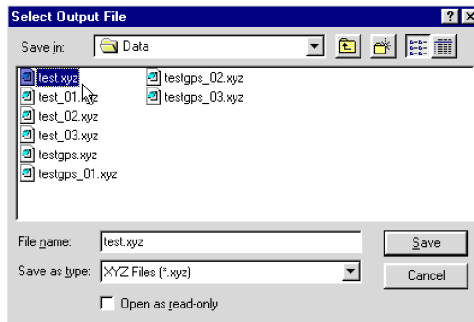 Select Output File
Save in: Data
test.xyz testgps_02.xyz
test_01.xyz testgps_03.xyz
test_02.xyz
test_03.xyz
testgps.xyz
testgps_01.xyz
File name: test.xyz Save
Save as type: XYZ Files (*.xyz) Cancel
Open as read-only